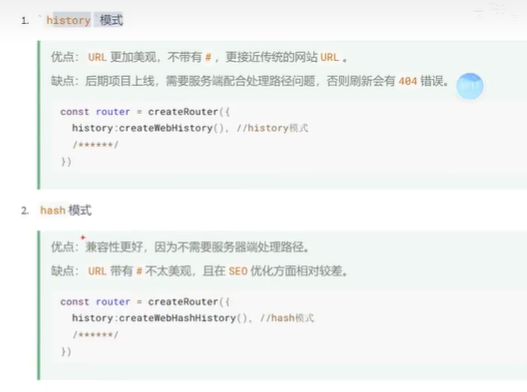 1. history 模式
优点： URL 更加美观，不带有 # ，更接近传统的网站 URL 。
缺点：后期项目上线，需要服务端配合处理路径问题，否则刷新会有 404 错误。
const router = createRouter({
history:createWebHistory(), //history模式
/******/
})
2. hash 模式
优点：兼容性更好，因为不需要服务器端处理路径。
缺点： URL 带有 # 不太美观，且在 SEO 优化方面相对较差。
const router = createRouter({
history:createWebHashHistory(), //hash模式
/******/
})